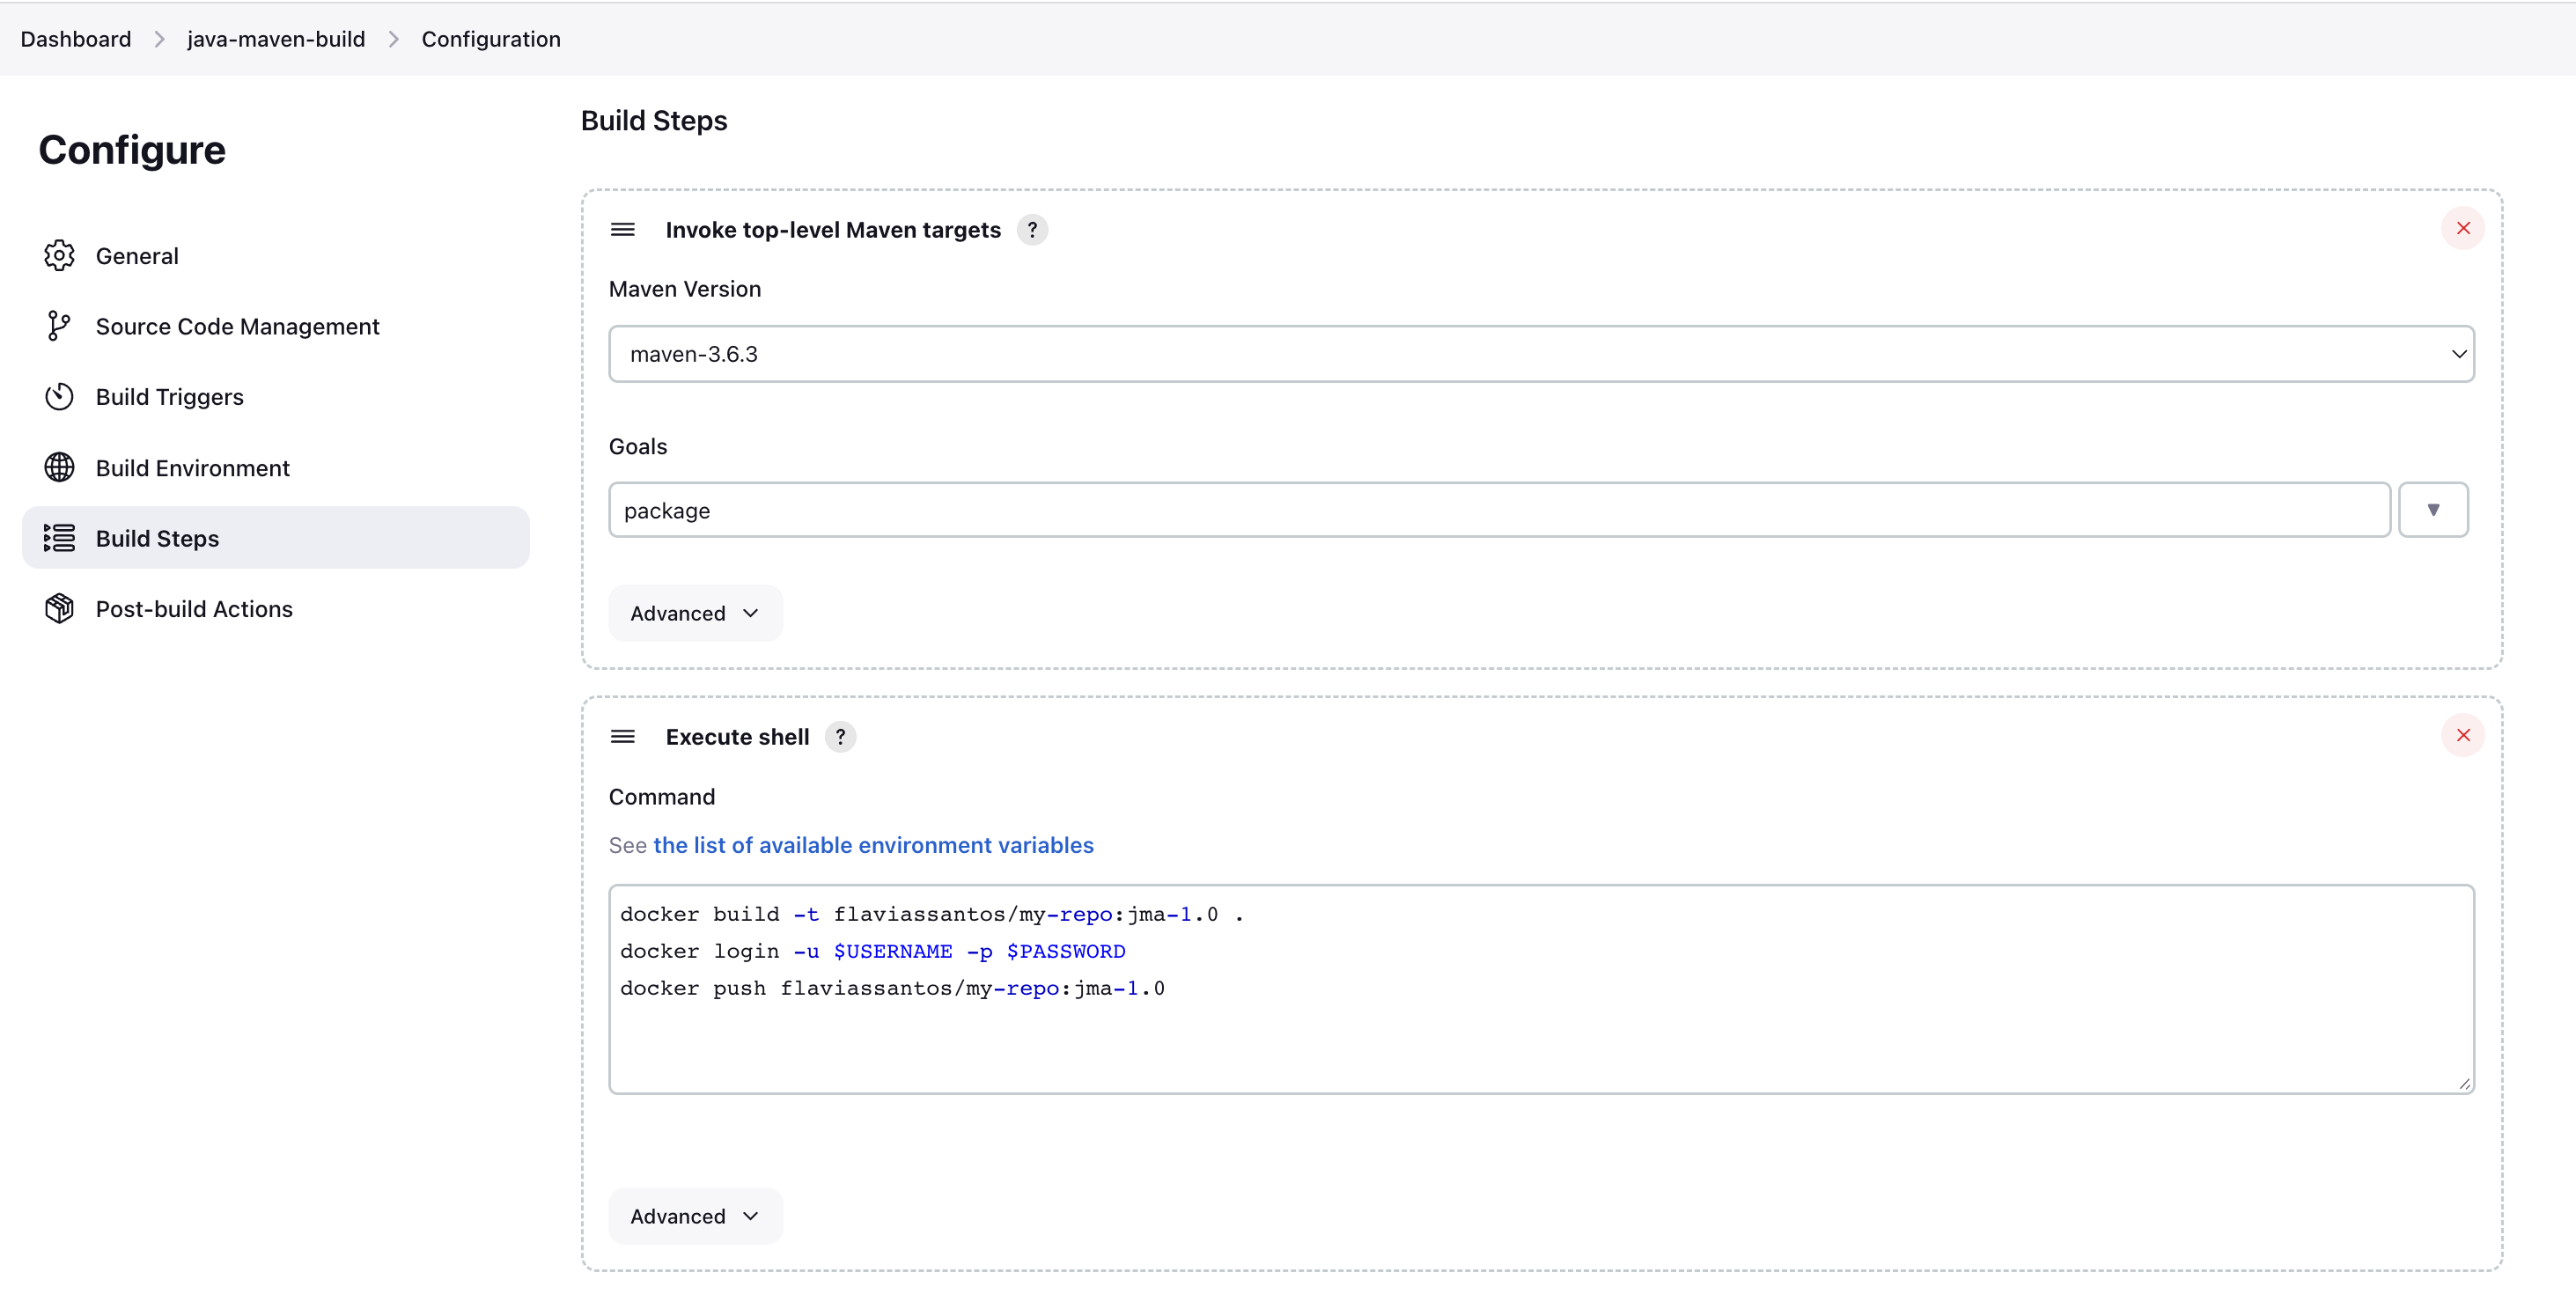 Dashboard > java-maven-build > Configuration
Configure
General
Source Code Management
Build Triggers
Build Environment
Build Steps
Post-build Actions
Build Steps
Invoke top-level Maven targets ?
Maven Version
maven-3.6.3
Goals
package
Advanced
Execute shell ?
Command
See the list of available environment variables
docker build -t flaviassantos/my-repo:jma-1.0 .
docker login -u $USERNAME -p $PASSWORD
docker push flaviassantos/my-repo:jma-1.0
Advanced